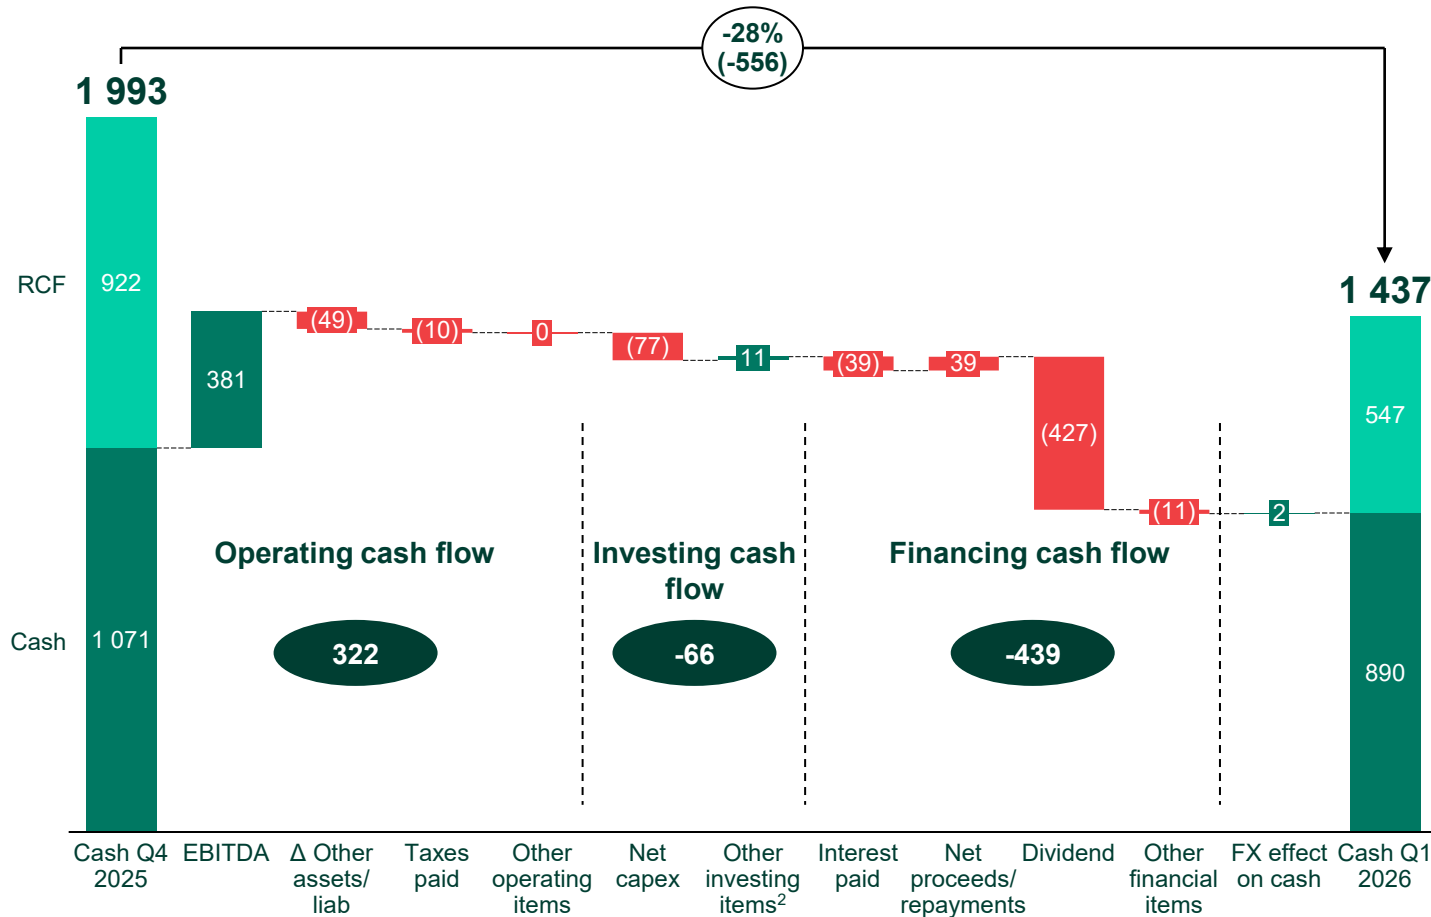 -28%
(-556)
1 993
1 437
RCF
922
381
(49)
(10)
0
(77)
11
(39)
39
(427)
(11)
2
547
Operating cash flow
Investing cash
flow
Financing cash flow
Cash
1 071
322
-66
-439
890
Cash Q4
2025
EBITDA
Δ Other
assets/
liab
Taxes
paid
Other
operating
items
Net
capex
Other
investing
items²
Interest
paid
Net
proceeds/
repayments
Dividend
Other
financial
items
FX effect
on cash
Cash Q1
2026